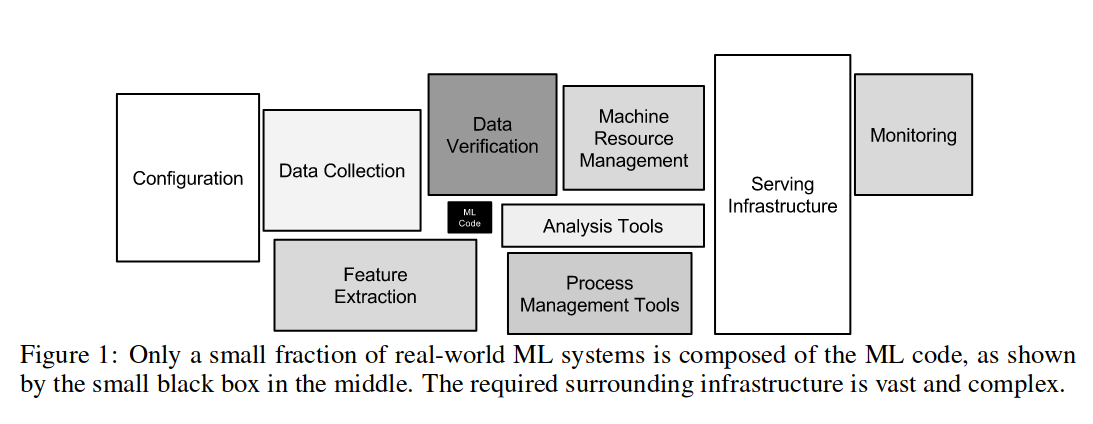 Configuration
Data Collection
Data
Verification
Machine
Resource
Management
Monitoring
Serving
Infrastructure
ML
Code
Analysis Tools
Feature
Extraction
Process
Management Tools
Figure 1: Only a small fraction of real-world ML systems is composed of the ML code, as shown
by the small black box in the middle. The required surrounding infrastructure is vast and complex.